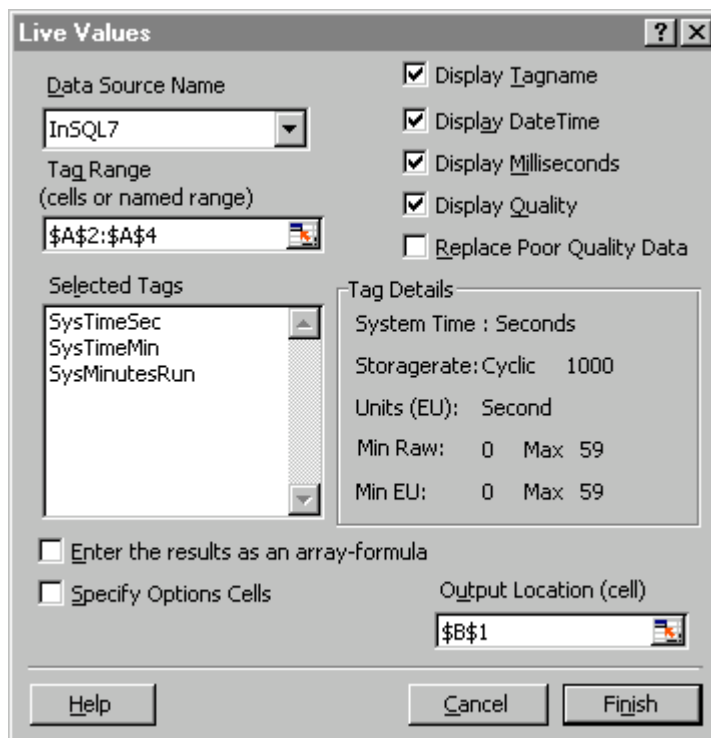 Live Values
Data Source Name
InSQL7
Tag Range
(cells or named range)
$A$2:$A$4
Selected Tags
SysTimeSec
SysTimeMin
SysMinutesRun
Display Tagname
Display DateTime
Display Milliseconds
Display Quality
Replace Poor Quality Data
Tag Details
System Time : Seconds
Storagerate: Cyclic 1000
Units (EU): Second
Min Raw: 0 Max 59
Min EU: 0 Max 59
Enter the results as an array-formula
Specify Options Cells
Output Location (cell)
$B$1
Help
Cancel
Finish